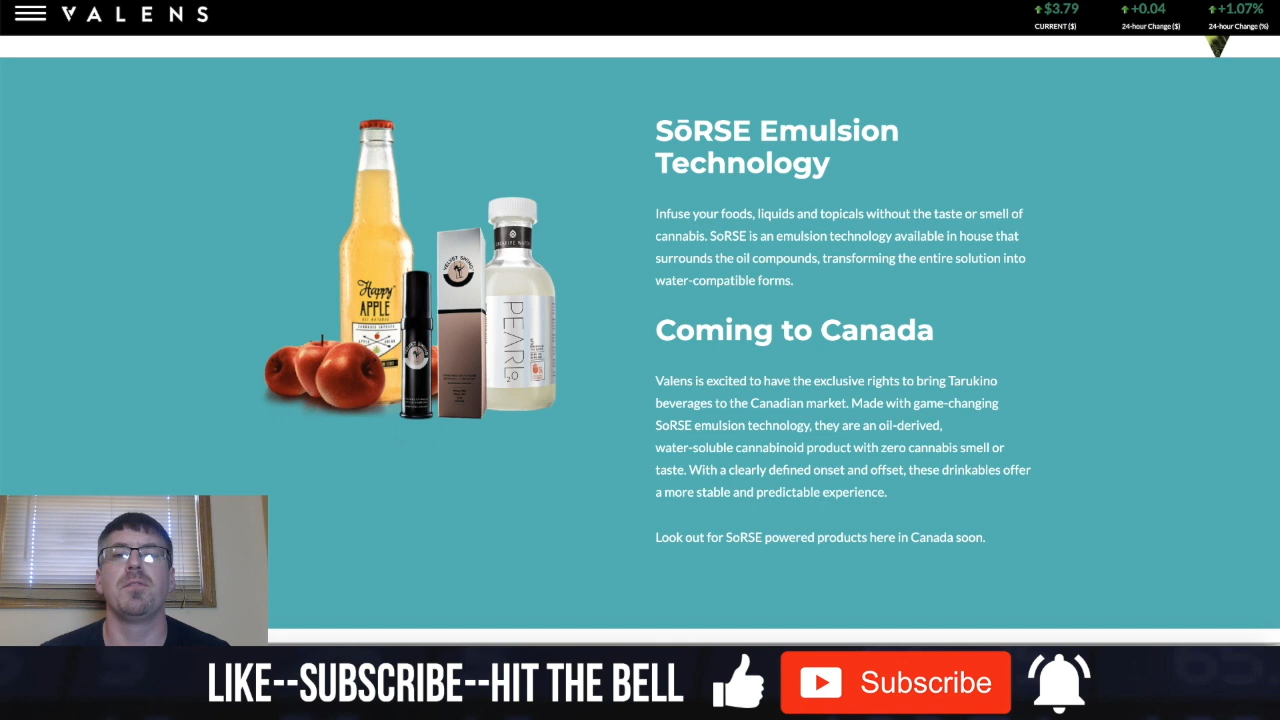 VALENS
$3.79
+0.04
+1.07%
CURRENT ($)
24-hour Change ($)
24-hour Change (%)
SōRSE Emulsion
Technology
Infuse your foods, liquids and topicals without the taste or smell of
cannabis. SoRSE is an emulsion technology available in house that
surrounds the oil compounds, transforming the entire solution into
water-compatible forms.
Coming to Canada
Valens is excited to have the exclusive rights to bring Tarukino
beverages to the Canadian market. Made with game-changing
SoRSE emulsion technology, they are an oil-derived,
water-soluble cannabinoid product with zero cannabis smell or
taste. With a clearly defined onset and offset, these drinkables offer
a more stable and predictable experience.
Look out for SoRSE powered products here in Canada soon.
Happy
APPLE
VELVET SWING
PEARL
H2O
LIKE--SUBSCRIBE--HIT THE BELL
Subscribe